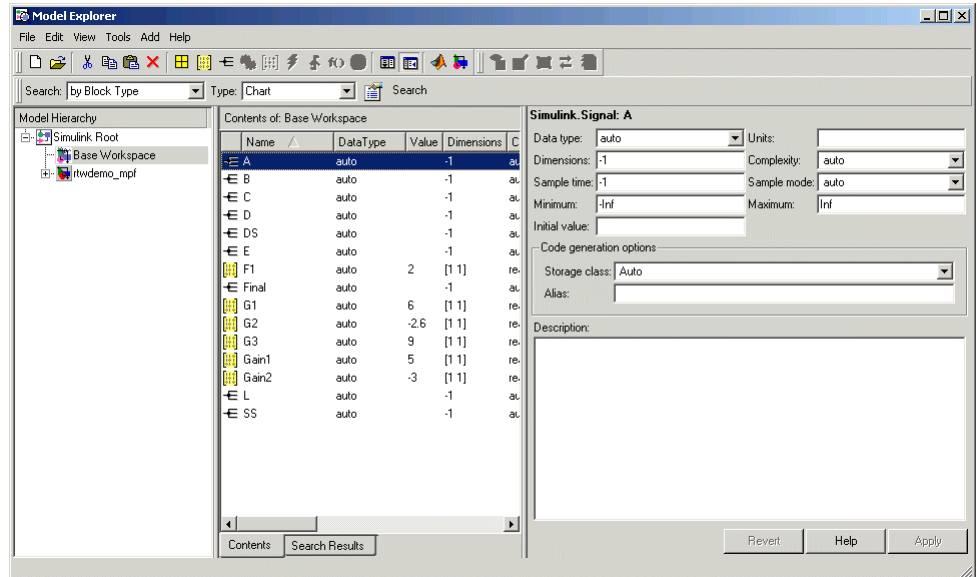 Model Explorer
File Edit View Tools Add Help
f()
Search: by Block Type Type: Chart Search
Model Hierarchy
Simulink Root
Base Workspace
rtwdemo_mpf
Contents of: Base Workspace
Name DataType Value Dimensions C
A auto -1 au
B auto -1 au
C auto -1 au
D auto -1 au
DS auto -1 au
E auto -1 au
F1 auto 2 [1 1] re
Final auto -1 au
G1 auto 6 [1 1] re
G2 auto -2.6 [1 1] re
G3 auto 9 [1 1] re
Gain1 auto 5 [1 1] re
Gain2 auto -3 [1 1] re
L auto -1 au
SS auto -1 au
Contents Search Results
Simulink.Signal: A
Data type: auto Units:
Dimensions: -1 Complexity: auto
Sample time: -1 Sample mode: auto
Minimum: -Inf Maximum: Inf
Initial value:
Code generation options
Storage class: Auto
Alias:
Description:
Revert Help Apply